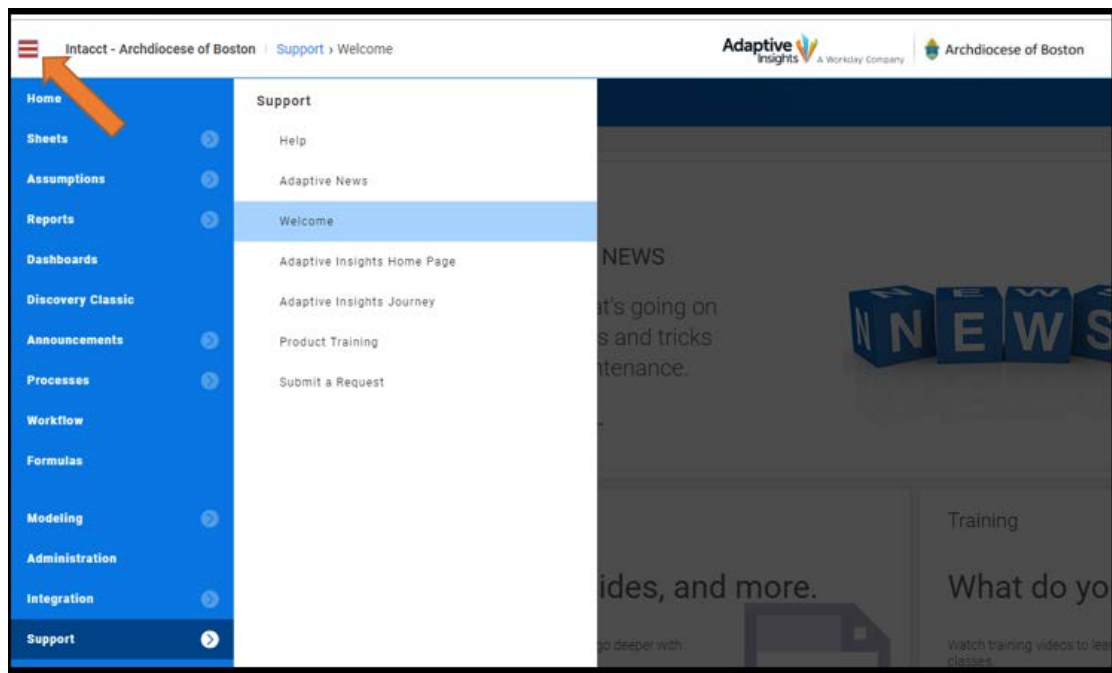 Intacct - Archdiocese of Boston | Support › Welcome
Adaptive Insights A Workday Company
Archdiocese of Boston
Home
Sheets
Assumptions
Reports
Dashboards
Discovery Classic
Announcements
Processes
Workflow
Formulas
Modeling
Administration
Integration
Support
Support
Help
Adaptive News
Welcome
Adaptive Insights Home Page
Adaptive Insights Journey
Product Training
Submit a Request
NEWS
at's going on
s and tricks
ntenance.
N NEWS
ides, and more.
go deeper with
Training
What do yo
Watch training videos to lea
classes.